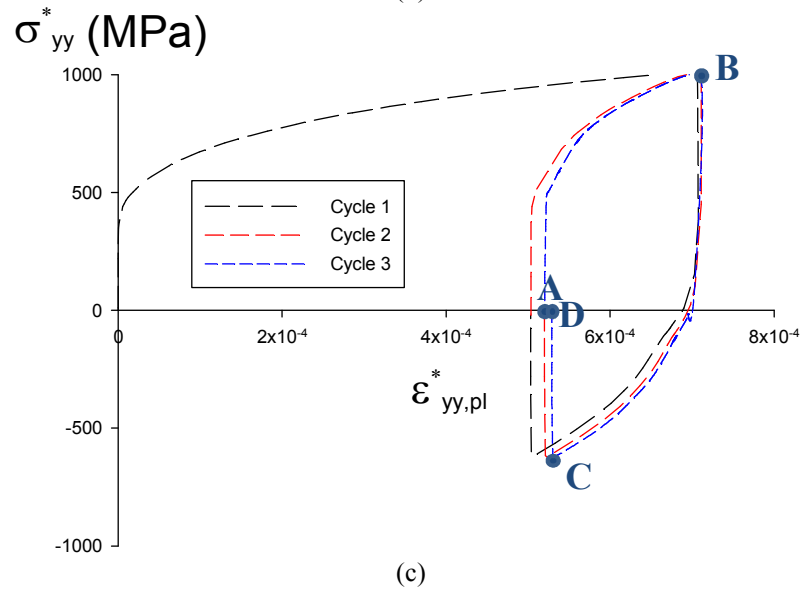 σ*yy (MPa)
1000
B
500
Cycle 1
Cycle 2
Cycle 3
A
0
D
0
2x10-4
4x10-4
6x10-4
8x10-4
ε*yy,pl
-500
C
-1000
(c)